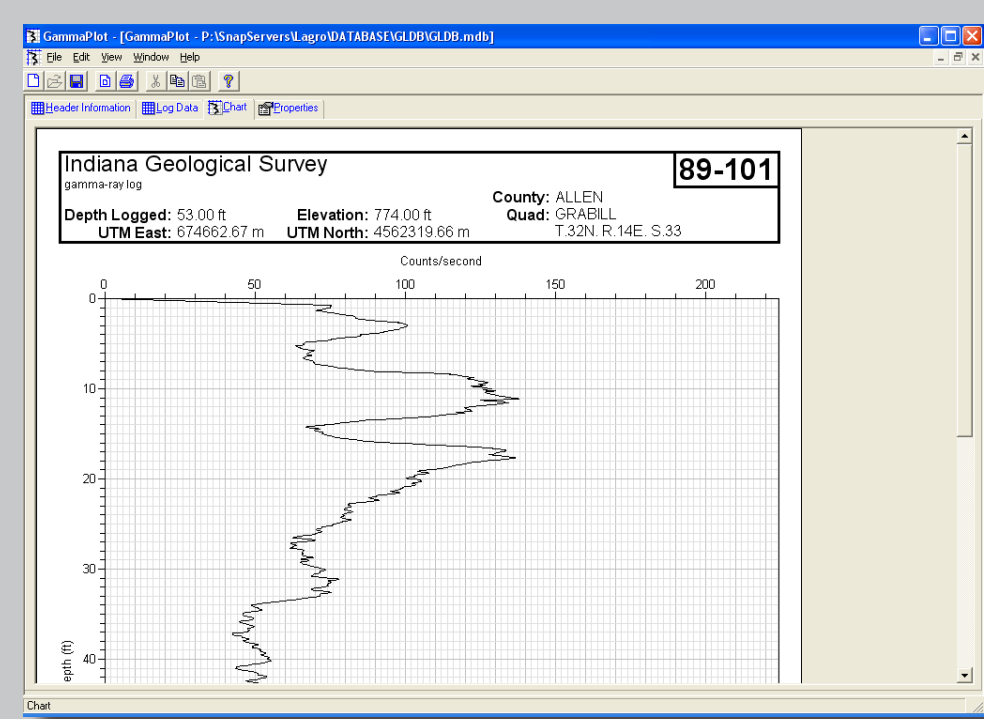 GammaPlot - [GammaPlot - P:\SnapServers\Lagro\DATABASE\GLDB\GLDB.mdb]
File Edit View Window Help
Header Information Log Data Chart Properties
Indiana Geological Survey
89-101
gamma-ray log
County: ALLEN
Depth Logged: 53.00 ft Elevation: 774.00 ft Quad: GRABILL
UTM East: 674662.67 m UTM North: 4562319.66 m T.32N. R.14E. S.33
Counts/second
0 50 100 150 200
0
10
20
30
40
epth (ft)
Chart